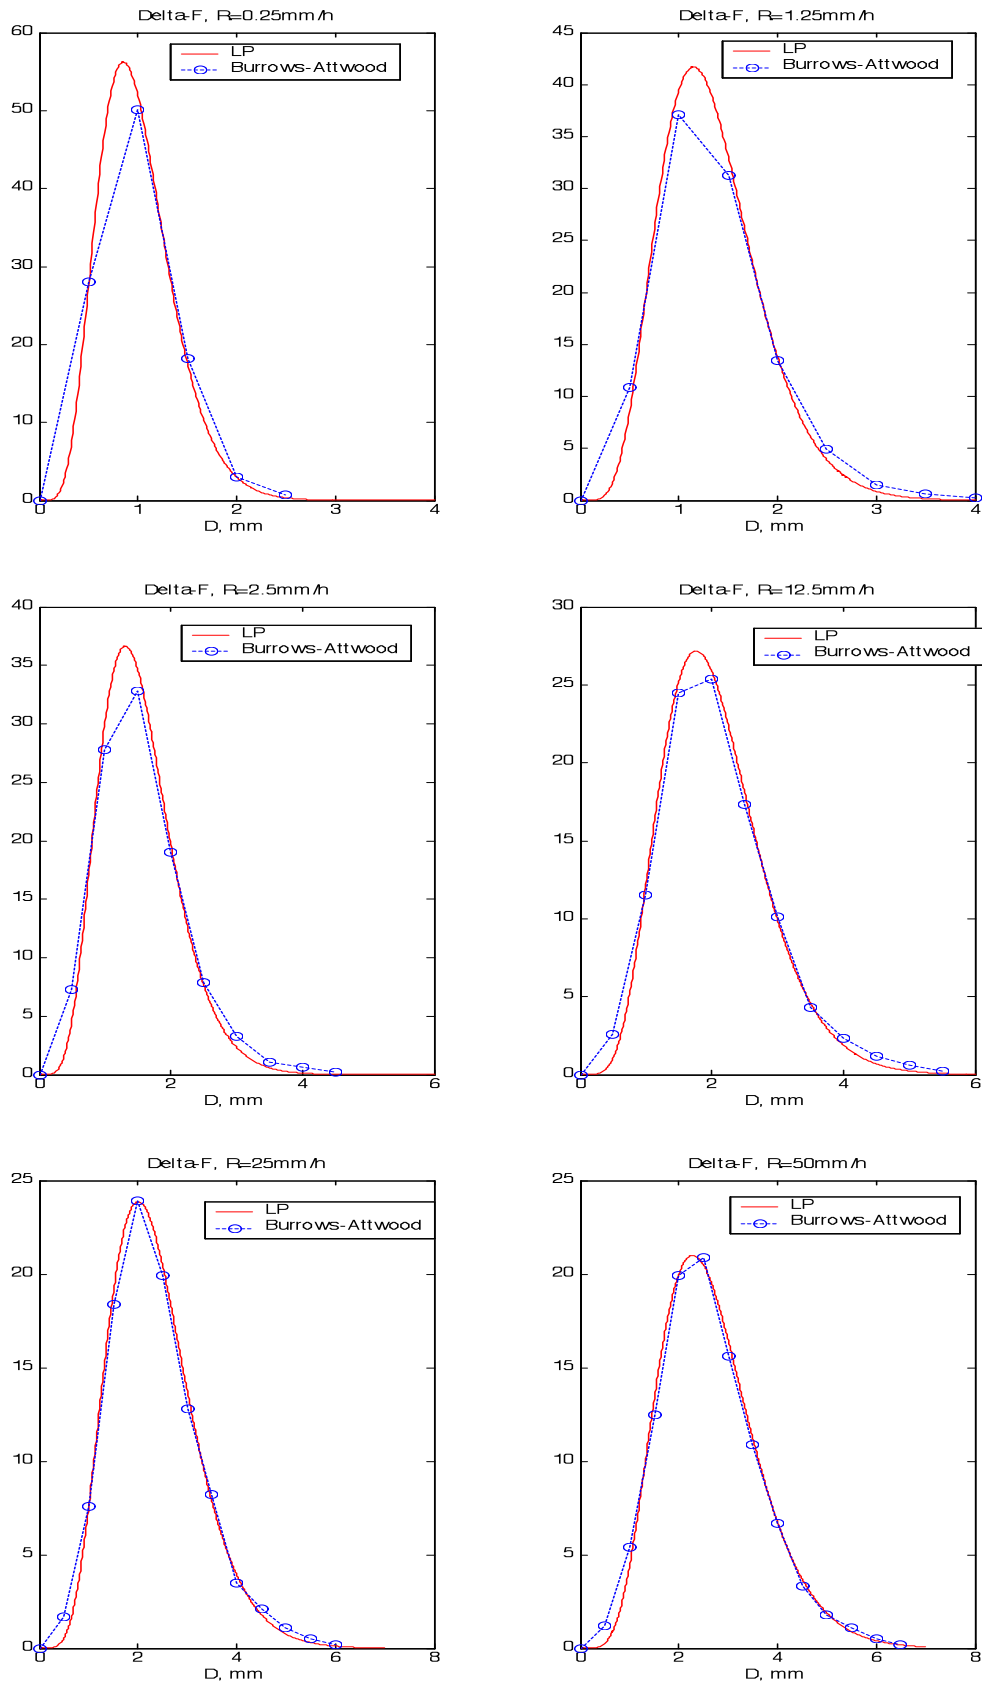 Delta-F, R=0.25mm/h
60
50
40
30
20
10
0
0 1 2 3 4
D, mm
LP
Burrows-Attwood
Delta-F, R=1.25mm/h
45
40
35
30
25
20
15
10
5
0
0 1 2 3 4
D, mm
LP
Burrows-Attwood
Delta-F, R=2.5mm/h
40
35
30
25
20
15
10
5
0
0 2 4 6
D, mm
LP
Burrows-Attwood
Delta-F, R=12.5mm/h
30
25
20
15
10
5
0
0 2 4 6
D, mm
LP
Burrows-Attwood
Delta-F, R=25mm/h
25
20
15
10
5
0
0 2 4 6 8
D, mm
LP
Burrows-Attwood
Delta-F, R=50mm/h
25
20
15
10
5
0
0 2 4 6 8
D, mm
LP
Burrows-Attwood